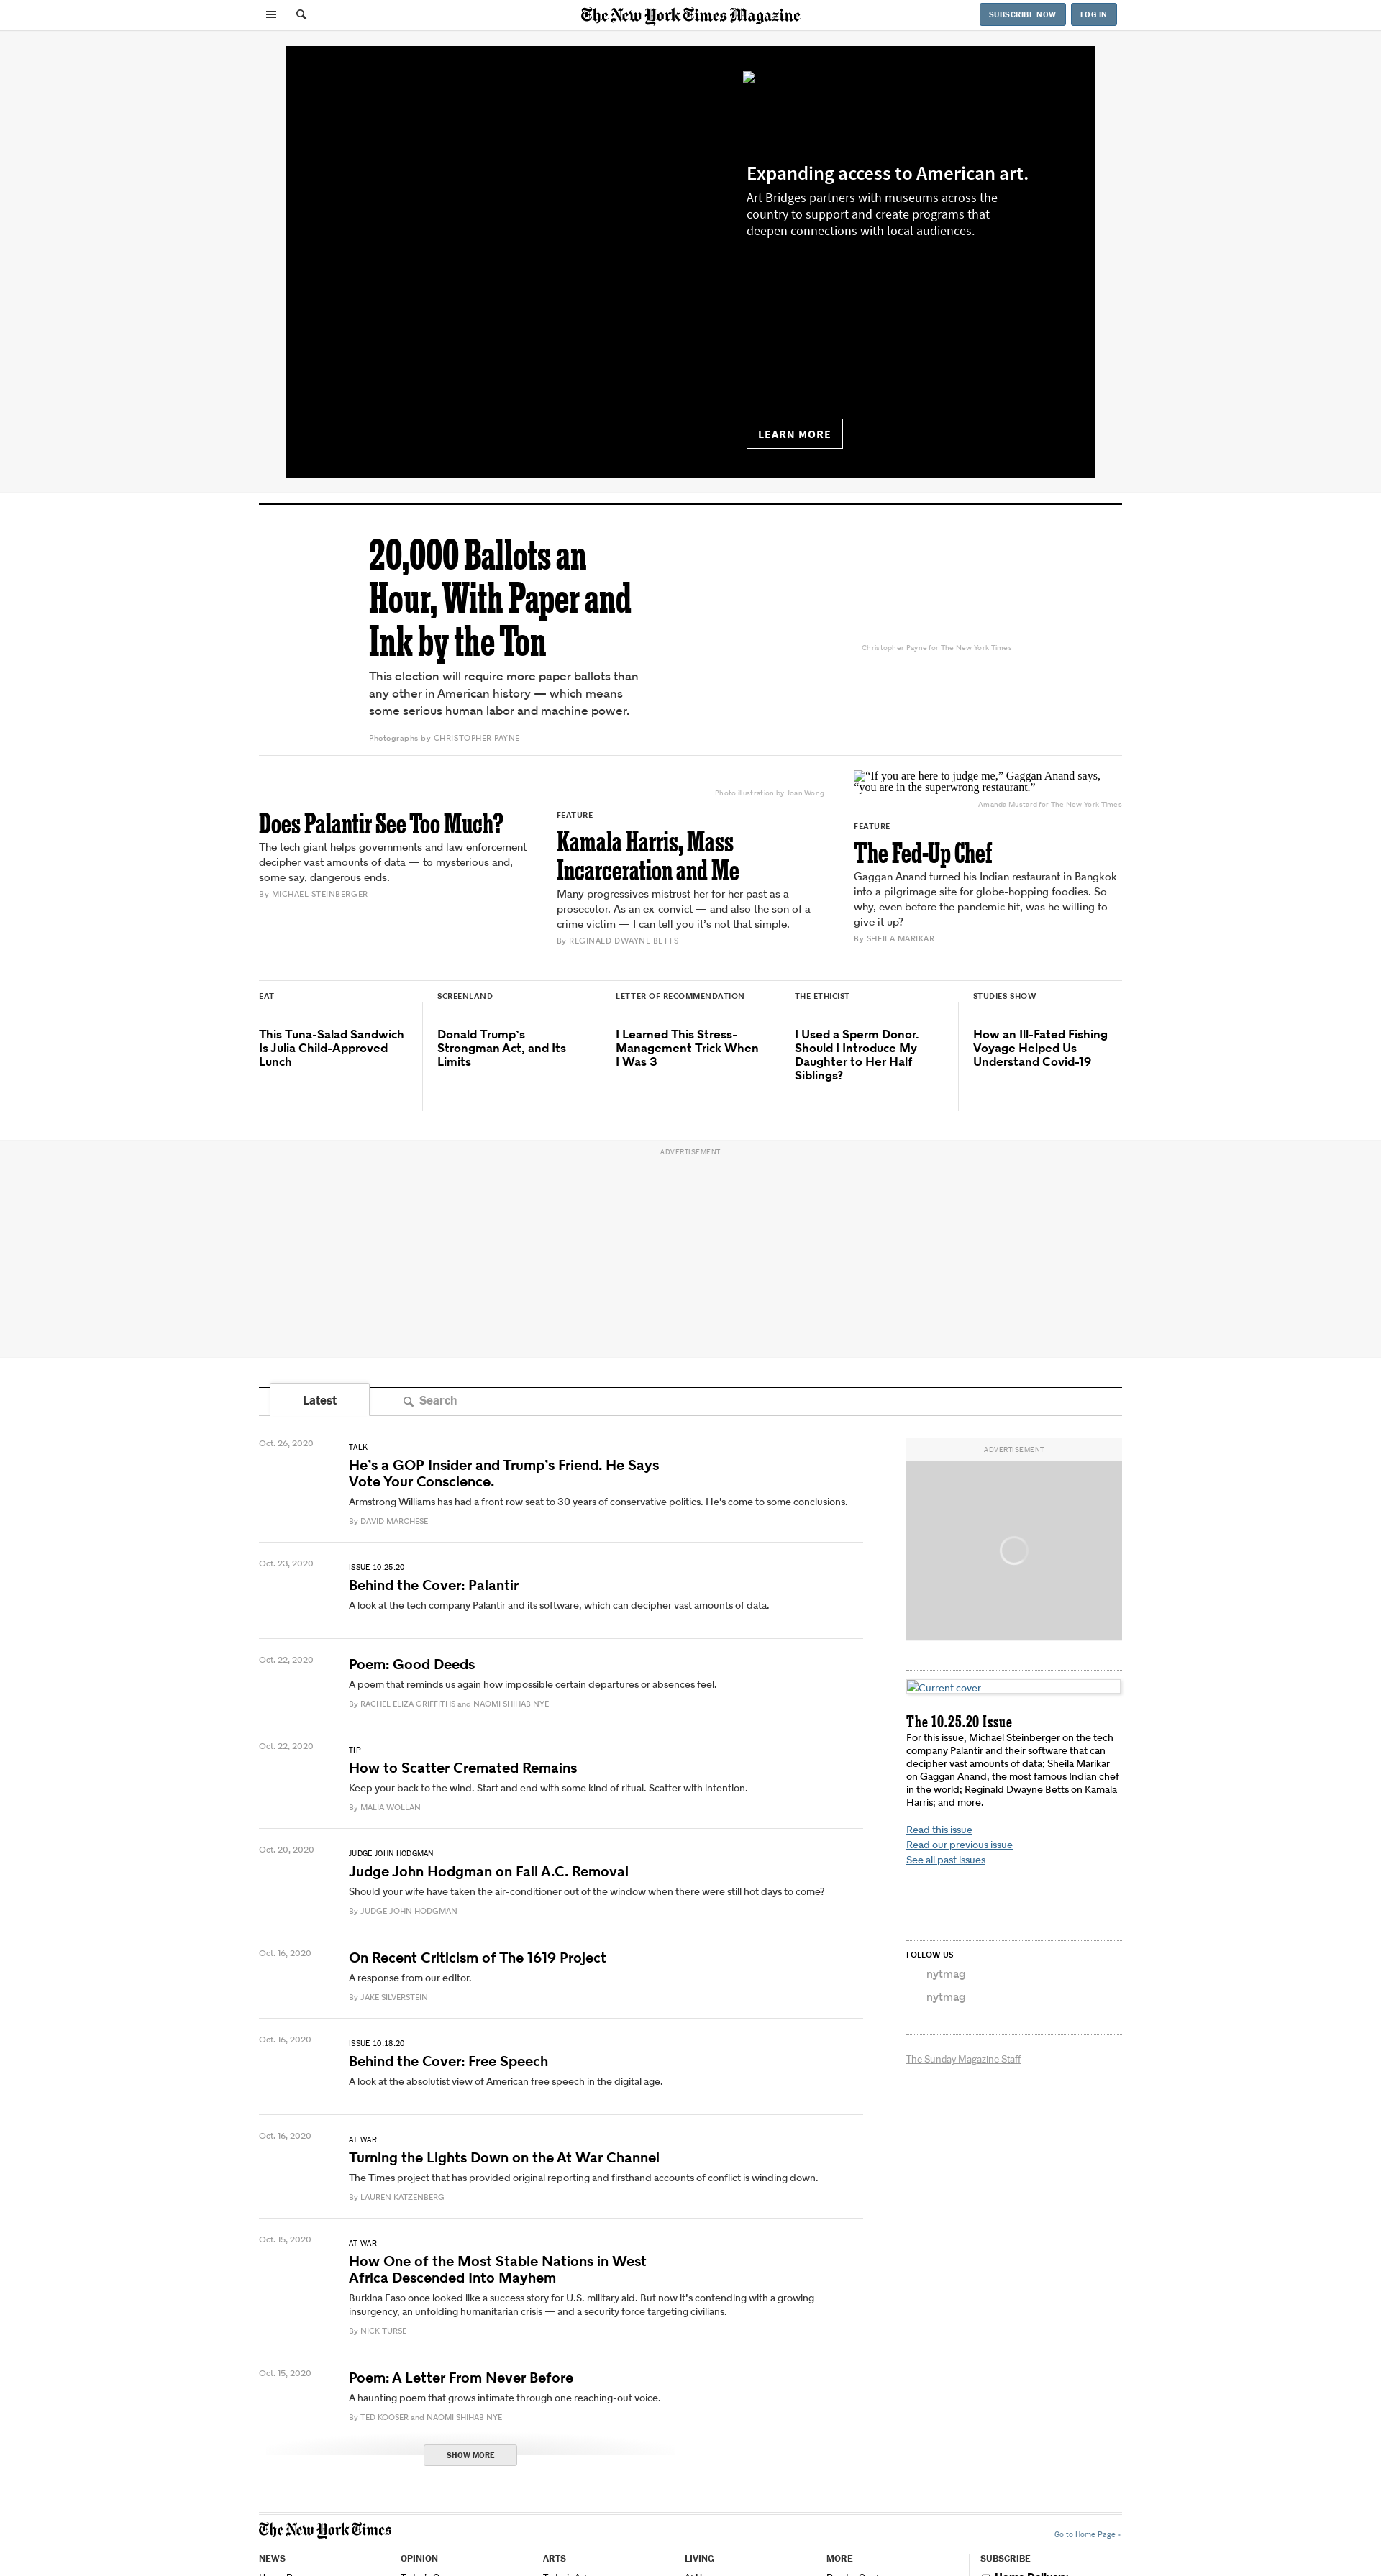 The New York Times Magazine
SUBSCRIBE NOW
LOG IN
Expanding access to American art.
Art Bridges partners with museums across the
country to support and create programs that
deepen connections with local audiences.
LEARN MORE
20,000 Ballots an
Hour, With Paper and
Ink by the Ton
This election will require more paper ballots than
any other in American history — which means
some serious human labor and machine power.
Photographs by CHRISTOPHER PAYNE
Christopher Payne for The New York Times
Does Palantir See Too Much?
The tech giant helps governments and law enforcement
decipher vast amounts of data — to mysterious and,
some say, dangerous ends.
By MICHAEL STEINBERGER
Photo illustration by Joan Wong
FEATURE
Kamala Harris, Mass
Incarceration and Me
Many progressives mistrust her for her past as a
prosecutor. As an ex-convict — and also the son of a
crime victim — I can tell you it’s not that simple.
By REGINALD DWAYNE BETTS
“If you are here to judge me,” Gaggan Anand says,
“you are in the superwrong restaurant.”
Amanda Mustard for The New York Times
FEATURE
The Fed-Up Chef
Gaggan Anand turned his Indian restaurant in Bangkok
into a pilgrimage site for globe-hopping foodies. So
why, even before the pandemic hit, was he willing to
give it up?
By SHEILA MARIKAR
EAT
This Tuna-Salad Sandwich
Is Julia Child-Approved
Lunch
SCREENLAND
Donald Trump’s
Strongman Act, and Its
Limits
LETTER OF RECOMMENDATION
I Learned This Stress-
Management Trick When
I Was 3
THE ETHICIST
I Used a Sperm Donor.
Should I Introduce My
Daughter to Her Half
Siblings?
STUDIES SHOW
How an Ill-Fated Fishing
Voyage Helped Us
Understand Covid-19
ADVERTISEMENT
Latest
Search
Oct. 26, 2020
TALK
He’s a GOP Insider and Trump’s Friend. He Says
Vote Your Conscience.
Armstrong Williams has had a front row seat to 30 years of conservative politics. He's come to some conclusions.
By DAVID MARCHESE
Oct. 23, 2020
ISSUE 10.25.20
Behind the Cover: Palantir
A look at the tech company Palantir and its software, which can decipher vast amounts of data.
Oct. 22, 2020
Poem: Good Deeds
A poem that reminds us again how impossible certain departures or absences feel.
By RACHEL ELIZA GRIFFITHS and NAOMI SHIHAB NYE
Oct. 22, 2020
TIP
How to Scatter Cremated Remains
Keep your back to the wind. Start and end with some kind of ritual. Scatter with intention.
By MALIA WOLLAN
Oct. 20, 2020
JUDGE JOHN HODGMAN
Judge John Hodgman on Fall A.C. Removal
Should your wife have taken the air-conditioner out of the window when there were still hot days to come?
By JUDGE JOHN HODGMAN
Oct. 16, 2020
On Recent Criticism of The 1619 Project
A response from our editor.
By JAKE SILVERSTEIN
Oct. 16, 2020
ISSUE 10.18.20
Behind the Cover: Free Speech
A look at the absolutist view of American free speech in the digital age.
Oct. 16, 2020
AT WAR
Turning the Lights Down on the At War Channel
The Times project that has provided original reporting and firsthand accounts of conflict is winding down.
By LAUREN KATZENBERG
Oct. 15, 2020
AT WAR
How One of the Most Stable Nations in West
Africa Descended Into Mayhem
Burkina Faso once looked like a success story for U.S. military aid. But now it’s contending with a growing
insurgency, an unfolding humanitarian crisis — and a security force targeting civilians.
By NICK TURSE
Oct. 15, 2020
Poem: A Letter From Never Before
A haunting poem that grows intimate through one reaching-out voice.
By TED KOOSER and NAOMI SHIHAB NYE
SHOW MORE
ADVERTISEMENT
Current cover
The 10.25.20 Issue
For this issue, Michael Steinberger on the tech
company Palantir and their software that can
decipher vast amounts of data; Sheila Marikar
on Gaggan Anand, the most famous Indian chef
in the world; Reginald Dwayne Betts on Kamala
Harris; and more.
Read this issue
Read our previous issue
See all past issues
FOLLOW US
nytmag
nytmag
The Sunday Magazine Staff
The New York Times
Go to Home Page »
NEWS
OPINION
ARTS
LIVING
MORE
SUBSCRIBE